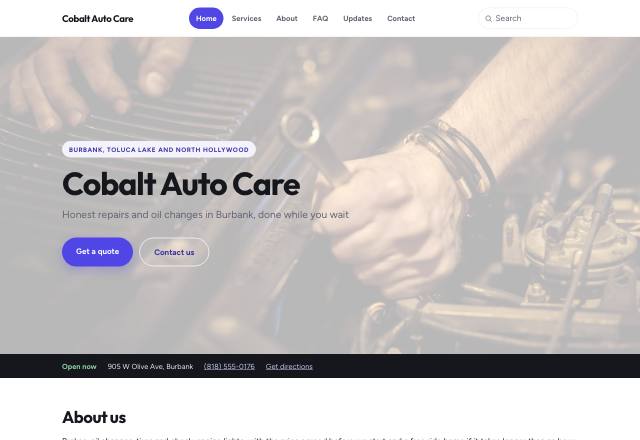 Cobalt Auto Care
Home
Services
About
FAQ
Updates
Contact
Search
BURBANK, TOLUCA LAKE AND NORTH HOLLYWOOD
Cobalt Auto Care
Honest repairs and oil changes in Burbank, done while you wait
Get a quote
Contact us
Open now
905 W Olive Ave, Burbank
(818) 555-0176
Get directions
About us